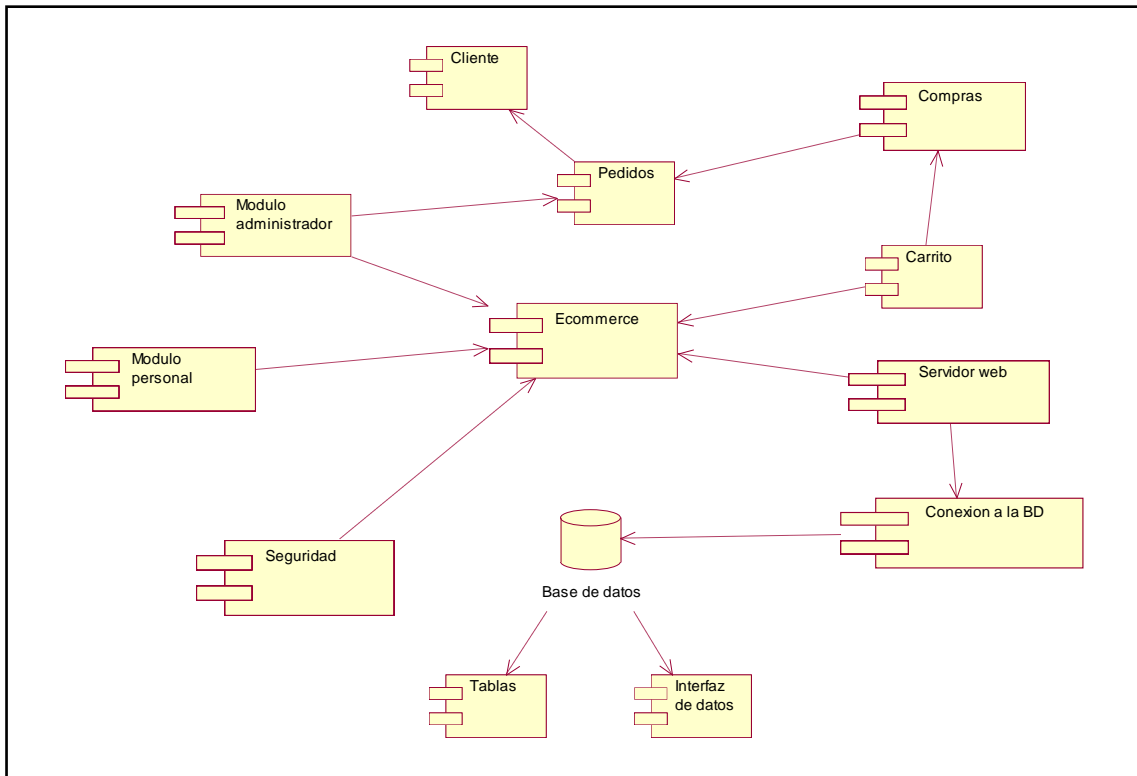 Cliente
Compras
Pedidos
Modulo
administrador
Carrito
Ecommerce
Modulo
personal
Servidor web
Conexion a la BD
Seguridad
Base de datos
Tablas
Interfaz
de datos